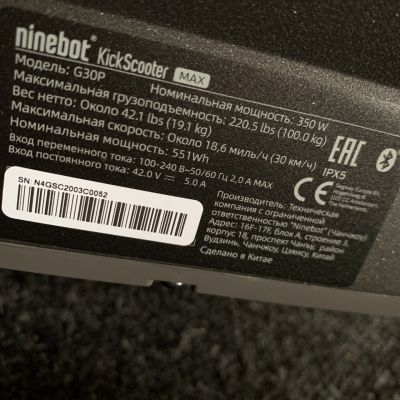 ninebot KickScooter MAX
Модель: G30P
Номинальная мощность: 350 W
Максимальная грузоподъемность: 220.5 lbs (100.0 kg)
Вес нетто: Около 42.1 lbs (19.1 kg)
Максимальная скорость: Около 18,6 миль/ч (30 км/ч)
Номинальная мощность: 551Wh
Вход переменного тока: 100-240 В~50/60 Гц 2,0 А MAX
Вход постоянного тока: 42.0 V 5.0 A
EAC
IPX5
SN: N4GSC2003C0052
CE
Производитель: Техническая
компания с ограниченной
ответственностью "Ninebot" (Чанчжоу)
Адрес: 16F-17F, блок A, строение 3,
корпус 18, проспект Чанъу, район
Вудзинь, Чанчжоу, Цзянсу, Китай
Сделано в Китае